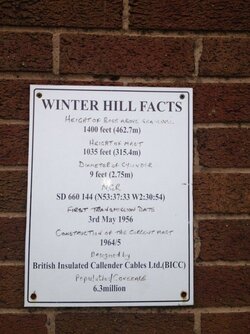 WINTER HILL FACTS
HEIGHT OF BASE ABOVE SEA LEVEL
1400 feet (462.7m)
HEIGHT OF MAST
1035 feet (315.4m)
DIAMETER OF CYLINDER
9 feet (2.75m)
NGR
SD 660 144 (N53:37:33 W2:30:54)
FIRST TRANSMISSION DATE
3rd May 1956
CONSTRUCTION OF THE CURRENT MAST
1964/5
Designed by
British Insulated Callender Cables Ltd.(BICC)
Population Coverage
6.3million